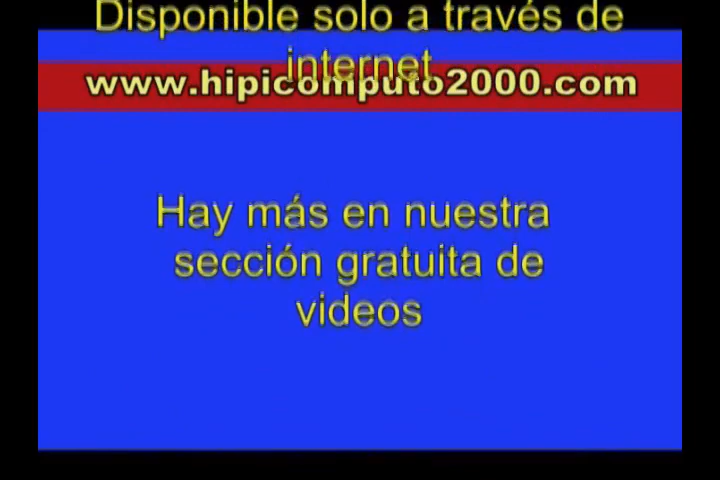 Disponible solo a través de
internet
www.hipicomputo2000.com
Hay más en nuestra
sección gratuita de
videos